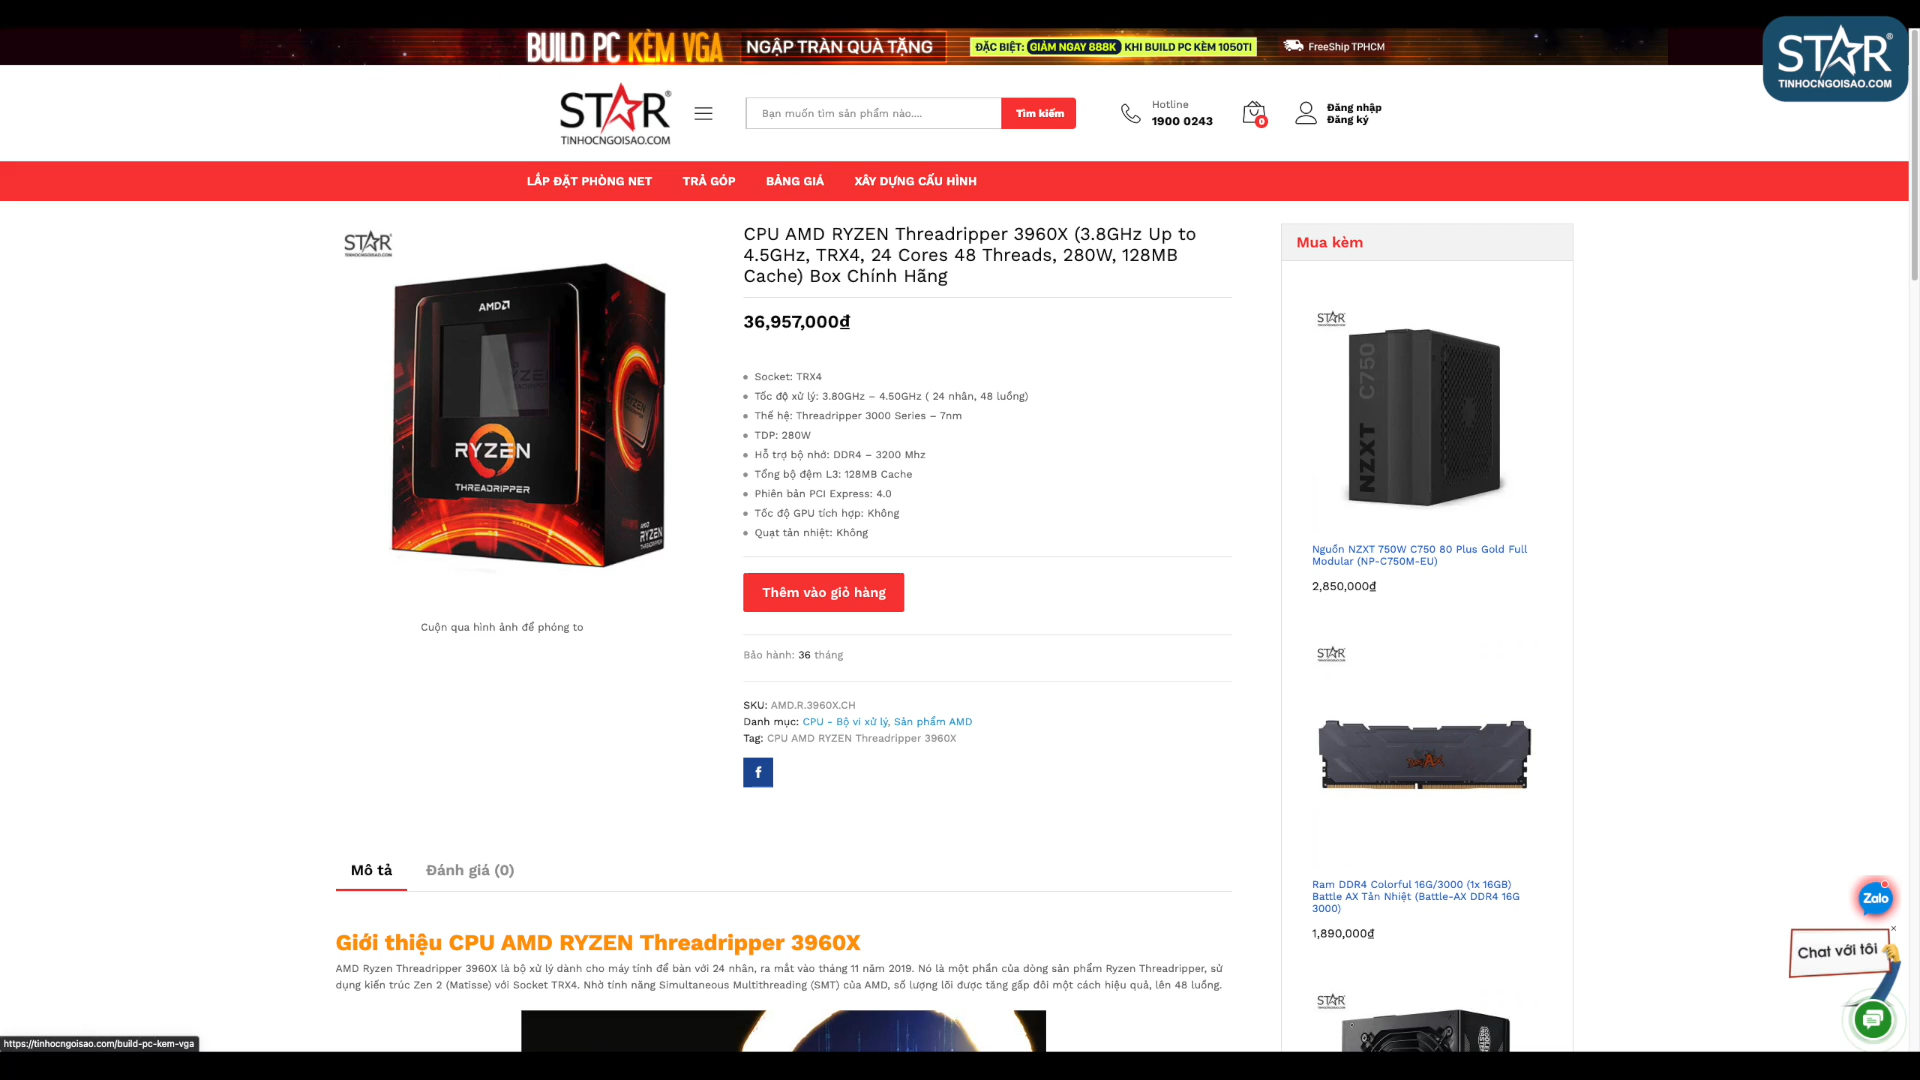 BUILD PC KÈM VGA
NGẬP TRÀN QUÀ TẶNG
ĐẶC BIỆT: GIẢM NGAY 888K KHI BUILD PC KÈM 1050TI
FreeShip TPHCM
STAR®
TINHOCNGOISAO.COM
STAR®
TINHOCNGOISAO.COM
Bạn muốn tìm sản phẩm nào....
Tìm kiếm
Hotline
1900 0243
0
Đăng nhập
Đăng ký
LẮP ĐẶT PHÒNG NET
TRẢ GÓP
BẢNG GIÁ
XÂY DỰNG CẤU HÌNH
STAR
TINHOCNGOISAO.COM
AMD
RYZEN
THREADRIPPER
AMD
RYZEN
THREADRIPPER
Cuộn qua hình ảnh để phóng to
CPU AMD RYZEN Threadripper 3960X (3.8GHz Up to
4.5GHz, TRX4, 24 Cores 48 Threads, 280W, 128MB
Cache) Box Chính Hãng
36,957,000₫
Socket: TRX4
Tốc độ xử lý: 3.80GHz – 4.50GHz ( 24 nhân, 48 luồng)
Thế hệ: Threadripper 3000 Series – 7nm
TDP: 280W
Hỗ trợ bộ nhớ: DDR4 – 3200 Mhz
Tổng bộ đệm L3: 128MB Cache
Phiên bản PCI Express: 4.0
Tốc độ GPU tích hợp: Không
Quạt tản nhiệt: Không
Thêm vào giỏ hàng
Bảo hành: 36 tháng
SKU: AMD.R.3960X.CH
Danh mục: CPU - Bộ vi xử lý, Sản phẩm AMD
Tag: CPU AMD RYZEN Threadripper 3960X
f
Mua kèm
STAR
C750
NZXT
Nguồn NZXT 750W C750 80 Plus Gold Full
Modular (NP-C750M-EU)
2,850,000₫
STAR
Ram DDR4 Colorful 16G/3000 (1x 16GB)
Battle AX Tản Nhiệt (Battle-AX DDR4 16G
3000)
1,890,000₫
STAR
Mô tả
Đánh giá (0)
Giới thiệu CPU AMD RYZEN Threadripper 3960X
AMD Ryzen Threadripper 3960X là bộ xử lý dành cho máy tính để bàn với 24 nhân, ra mắt vào tháng 11 năm 2019. Nó là một phần của dòng sản phẩm Ryzen Threadripper, sử
dụng kiến trúc Zen 2 (Matisse) với Socket TRX4. Nhờ tính năng Simultaneous Multithreading (SMT) của AMD, số lượng lõi được tăng gấp đôi một cách hiệu quả, lên 48 luồng.
Zalo
Chat với tôi
https://tinhocngoisao.com/build-pc-kem-vga